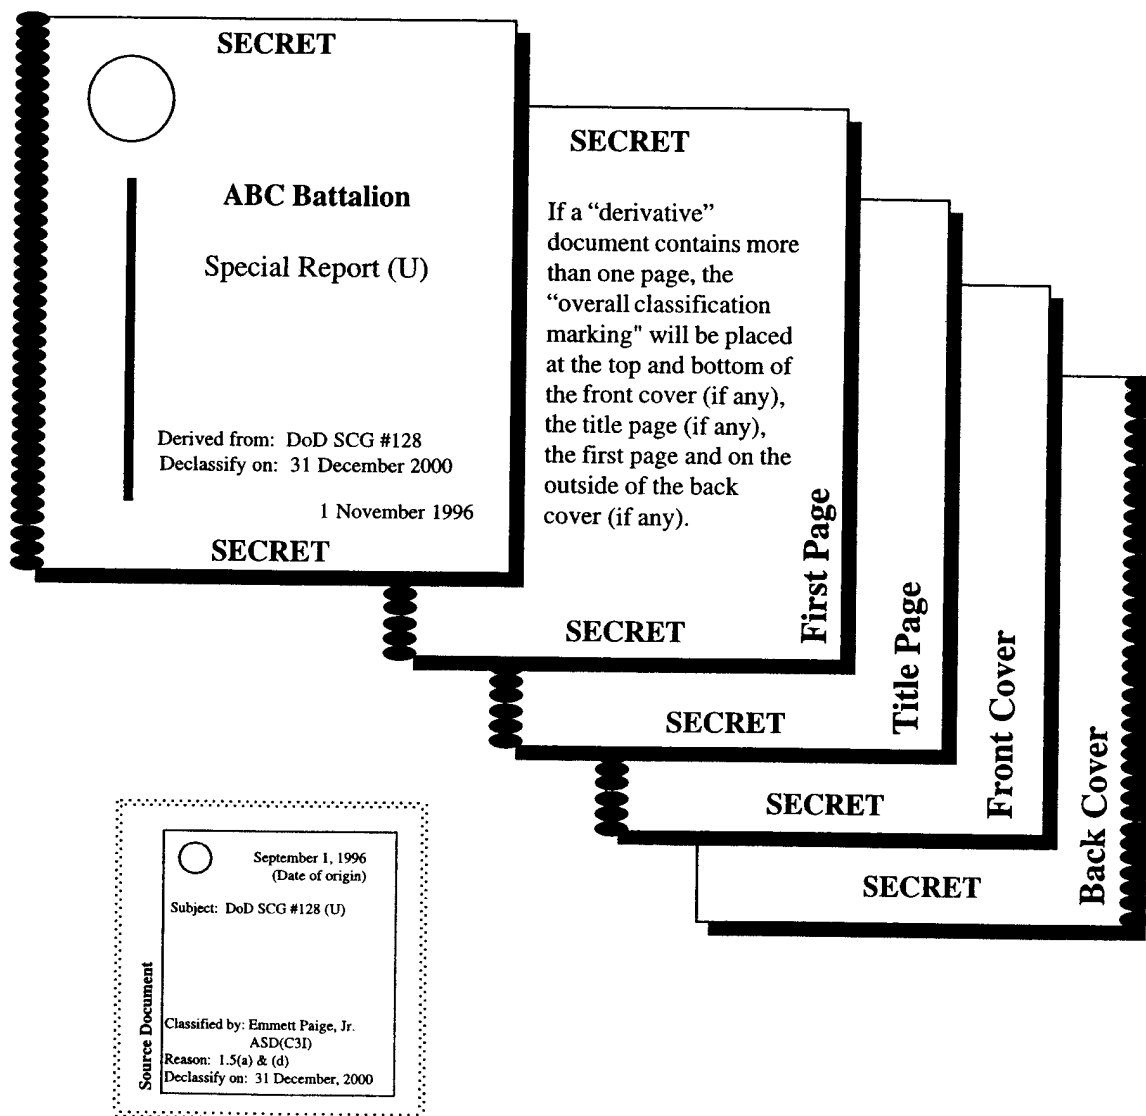 SECRET
ABC Battalion
Special Report (U)
Derived from: DoD SCG #128
Declassify on: 31 December 2000
1 November 1996
SECRET
SECRET
If a “derivative”
document contains more
than one page, the
“overall classification
marking" will be placed
at the top and bottom of
the front cover (if any),
the title page (if any),
the first page and on the
outside of the back
cover (if any).
First Page
SECRET
Title Page
SECRET
Front Cover
SECRET
Back Cover
SECRET
Source Document
September 1, 1996
(Date of origin)
Subject: DoD SCG #128 (U)
Classified by: Emmett Paige, Jr.
ASD(C3I)
Reason: 1.5(a) & (d)
Declassify on: 31 December, 2000